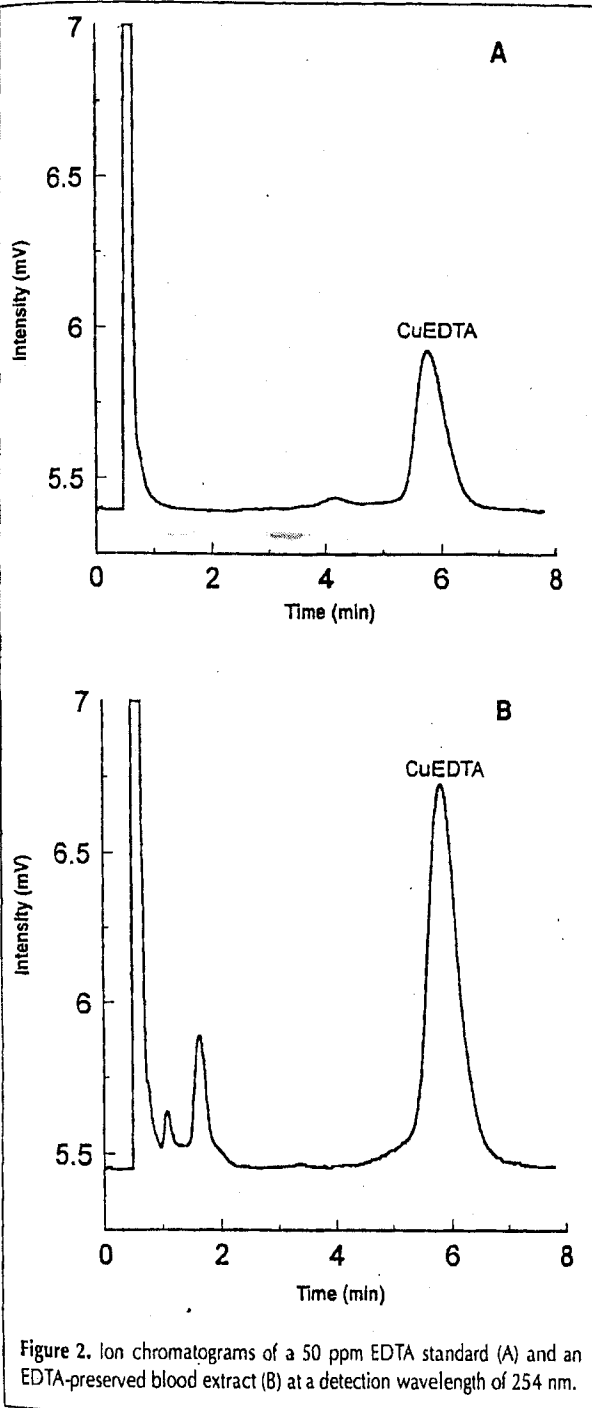 A
7
6.5
6
5.5
Intensity (mV)
CuEDTA
0 2 4 6 8
Time (min)
B
7
6.5
6
5.5
Intensity (mV)
CuEDTA
0 2 4 6 8
Time (min)
Figure 2. Ion chromatograms of a 50 ppm EDTA standard (A) and an
EDTA-preserved blood extract (B) at a detection wavelength of 254 nm.